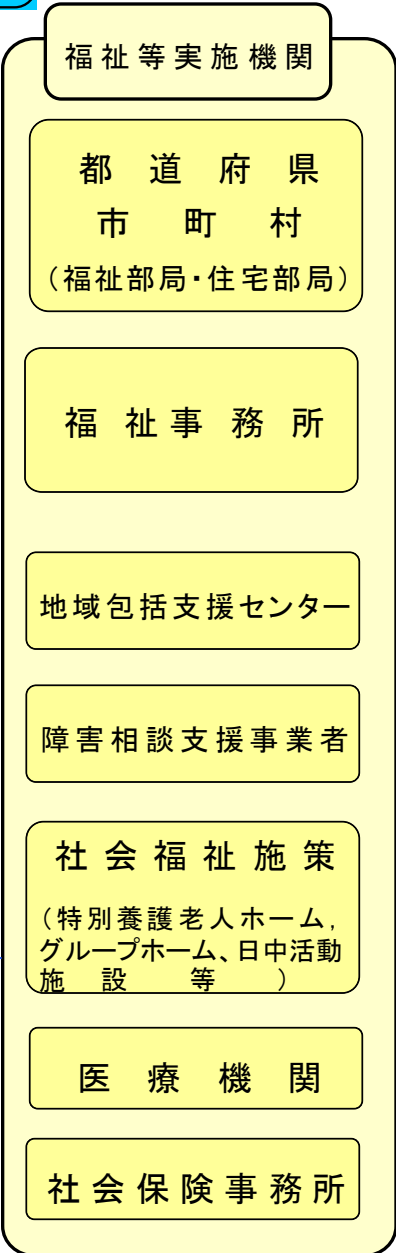 福祉等実施機関
都道府県
市町村
（福祉部局・住宅部局）
福祉事務所
地域包括支援センター
障害相談支援事業者
社会福祉施策
（特別養護老人ホーム，
グループホーム、日中活動
施設等）
医療機関
社会保険事務所